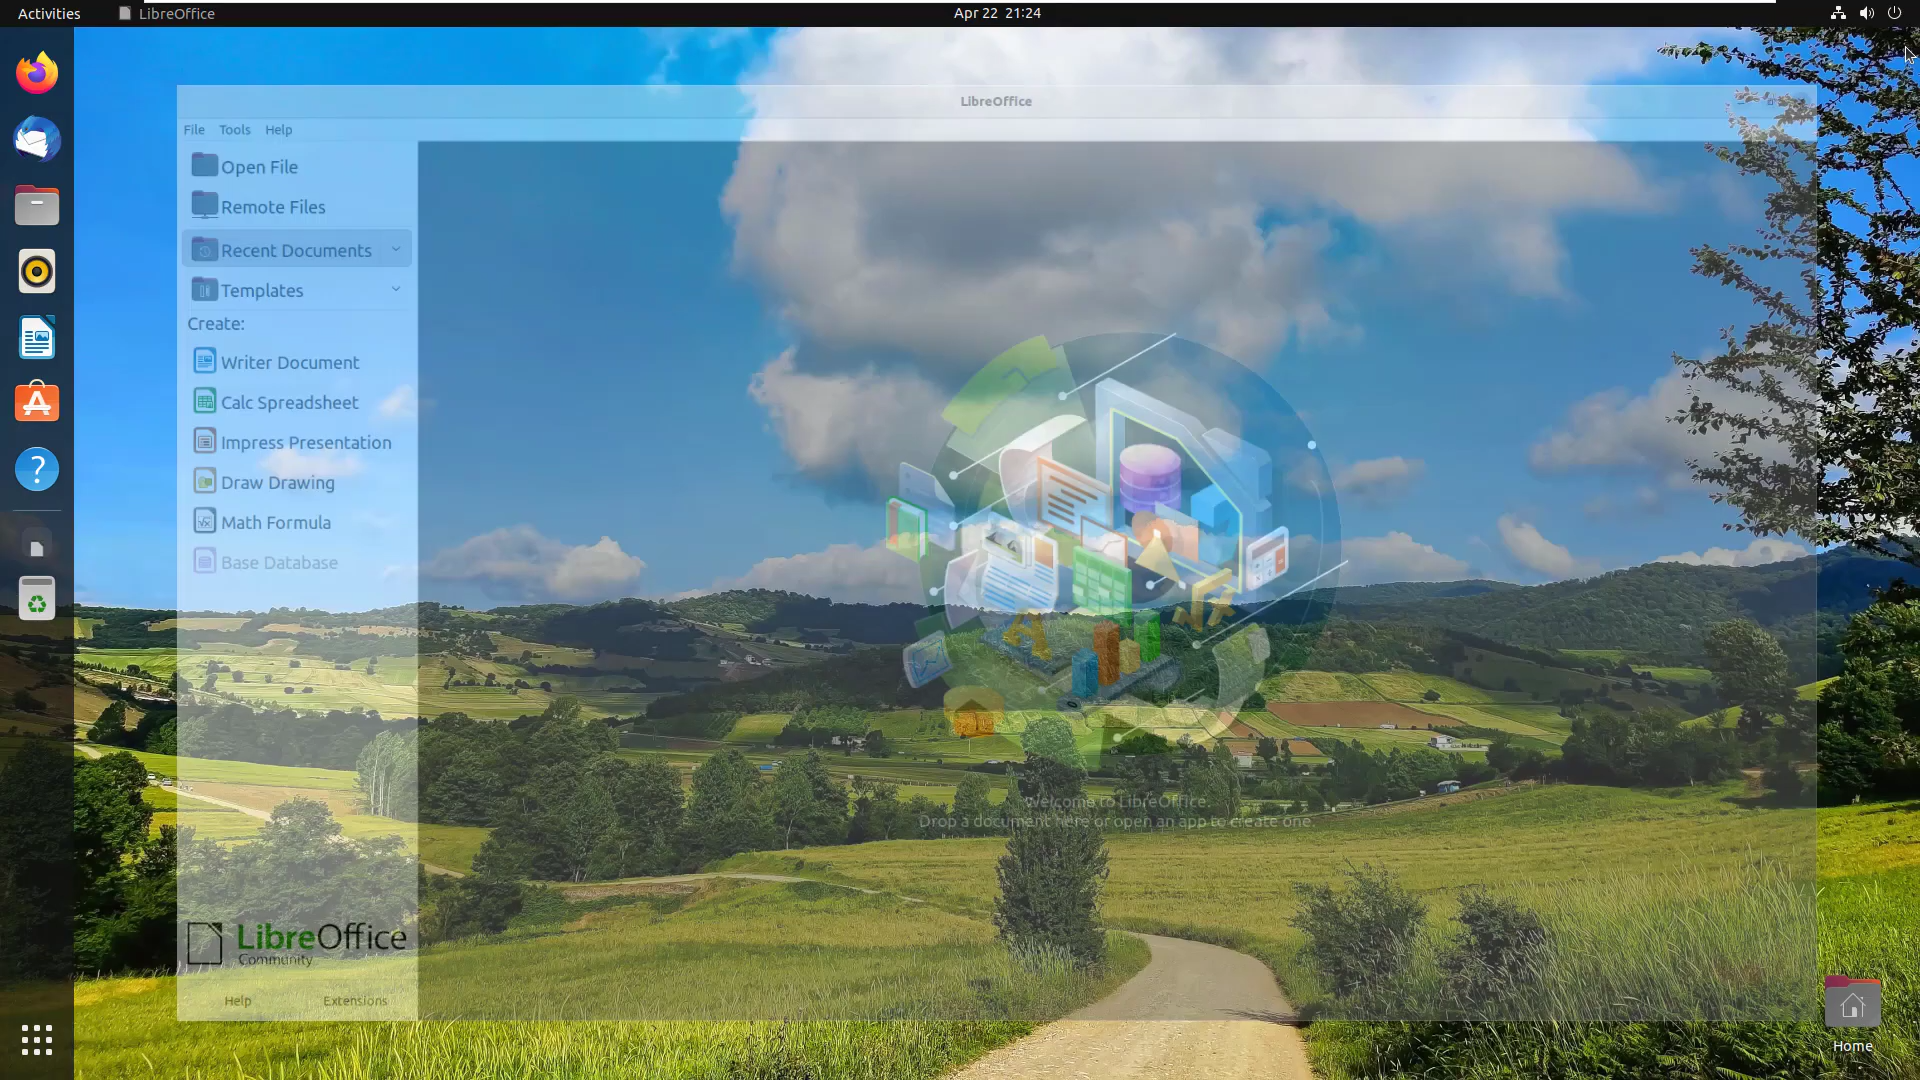 Activities
LibreOffice
Apr 22 21:24
LibreOffice
File
Tools
Help
Open File
Remote Files
Recent Documents
Templates
Create:
Writer Document
Calc Spreadsheet
Impress Presentation
Draw Drawing
Math Formula
Base Database
Welcome to LibreOffice.
Drop a document here or open an app to create one.
LibreOffice
Community
Help
Extensions
Home